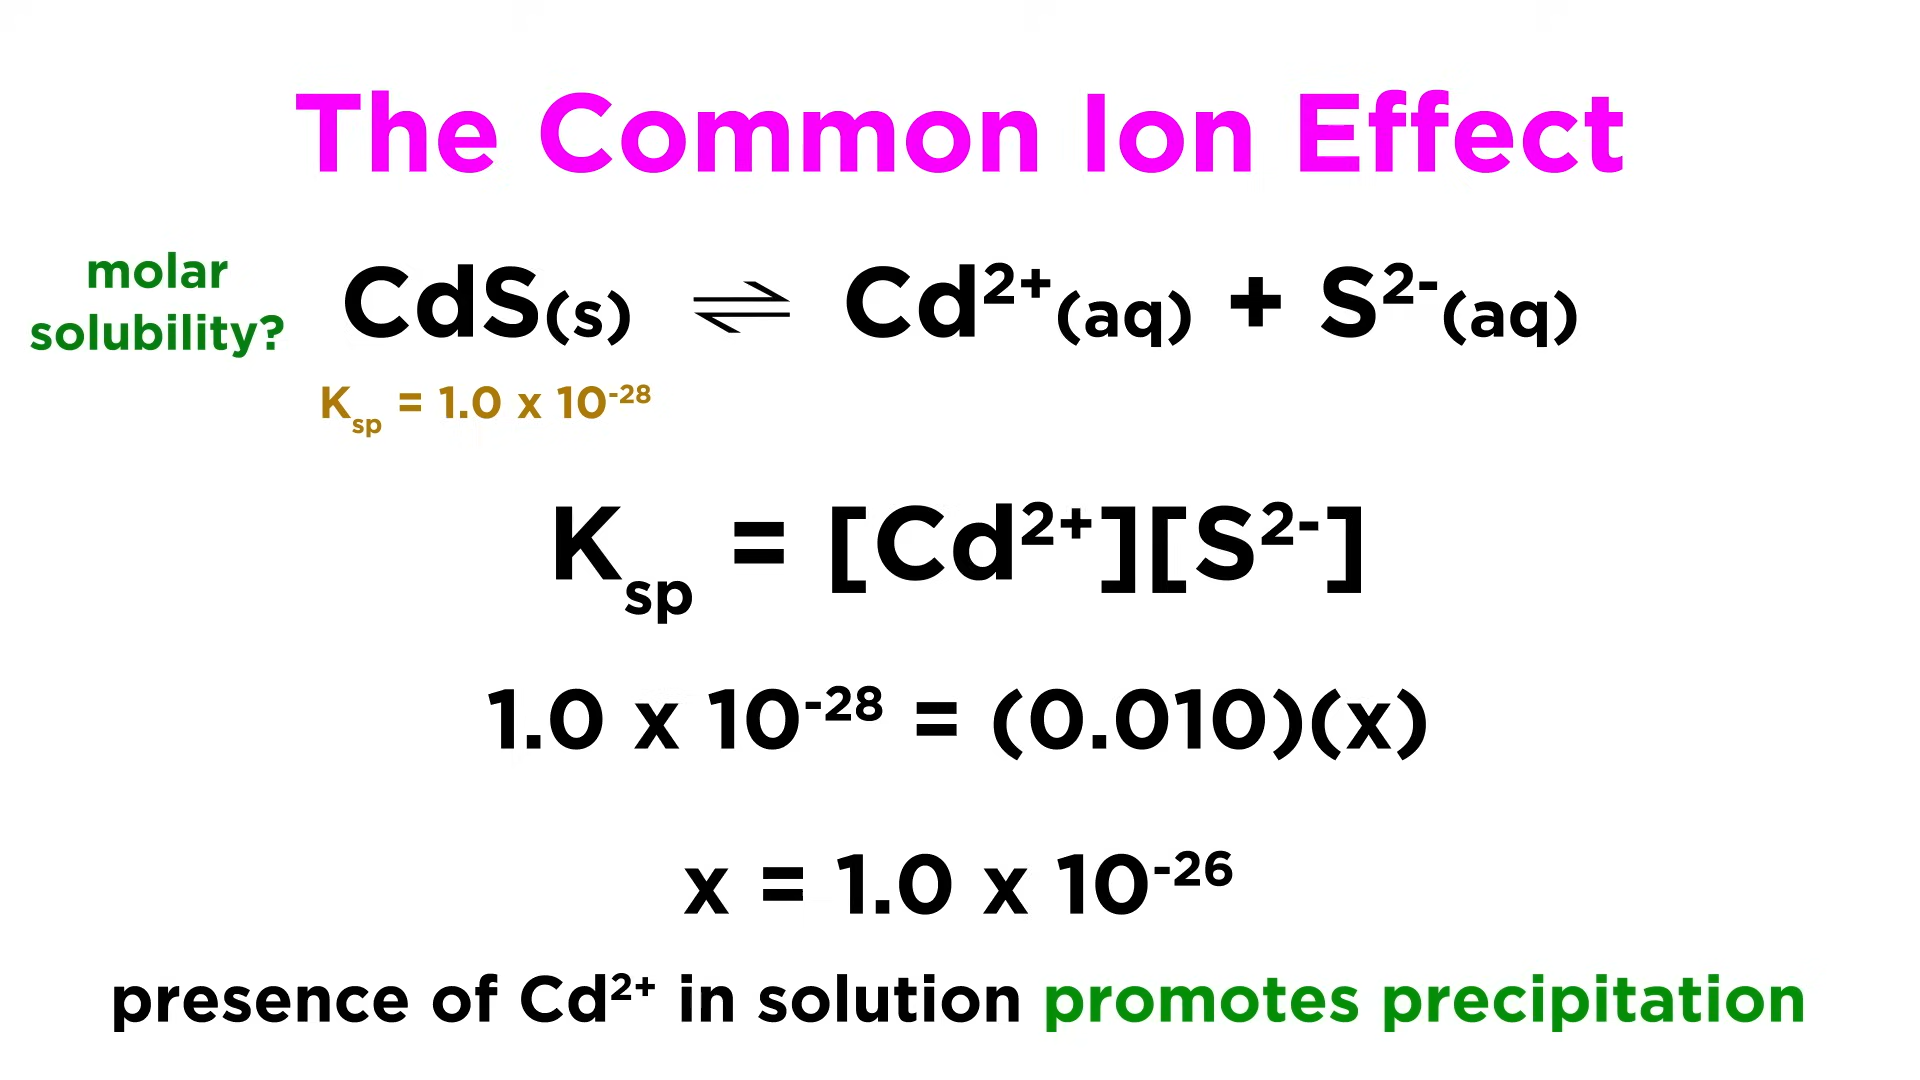 The Common Ion Effect
molar
solubility?
CdS(s) ⇌ Cd²⁺(aq) + S²⁻(aq)
Kₛₚ = 1.0 x 10⁻²⁸
Kₛₚ = [Cd²⁺][S²⁻]
1.0 x 10⁻²⁸ = (0.010)(x)
x = 1.0 x 10⁻²⁶
presence of Cd²⁺ in solution promotes precipitation